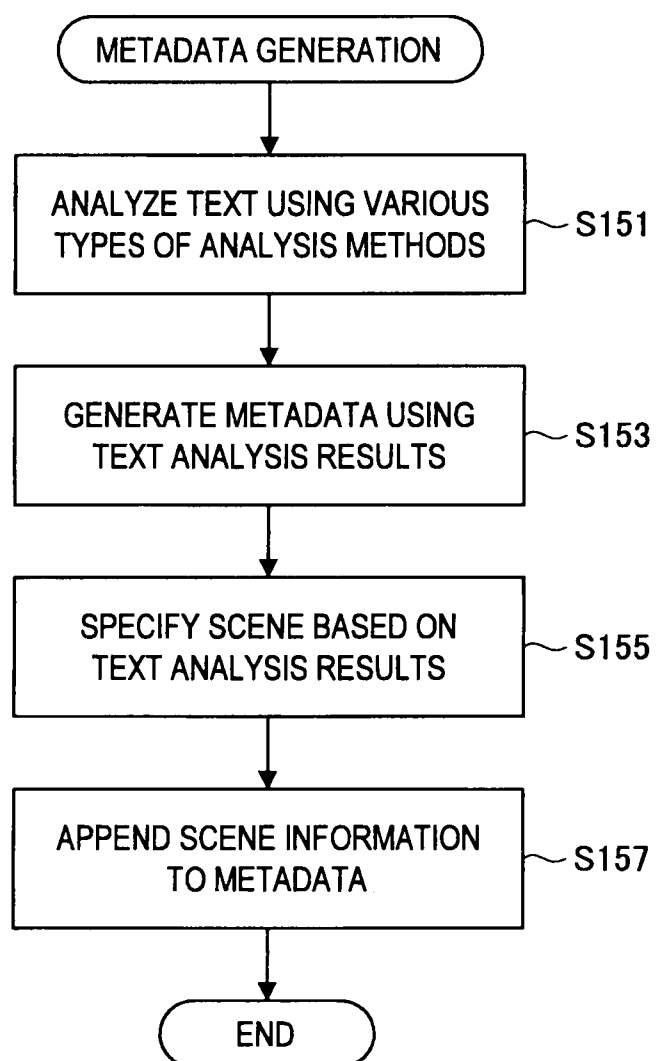 METADATA GENERATION
ANALYZE TEXT USING VARIOUS
TYPES OF ANALYSIS METHODS
S151
GENERATE METADATA USING
TEXT ANALYSIS RESULTS
S153
SPECIFY SCENE BASED ON
TEXT ANALYSIS RESULTS
S155
APPEND SCENE INFORMATION
TO METADATA
S157
END